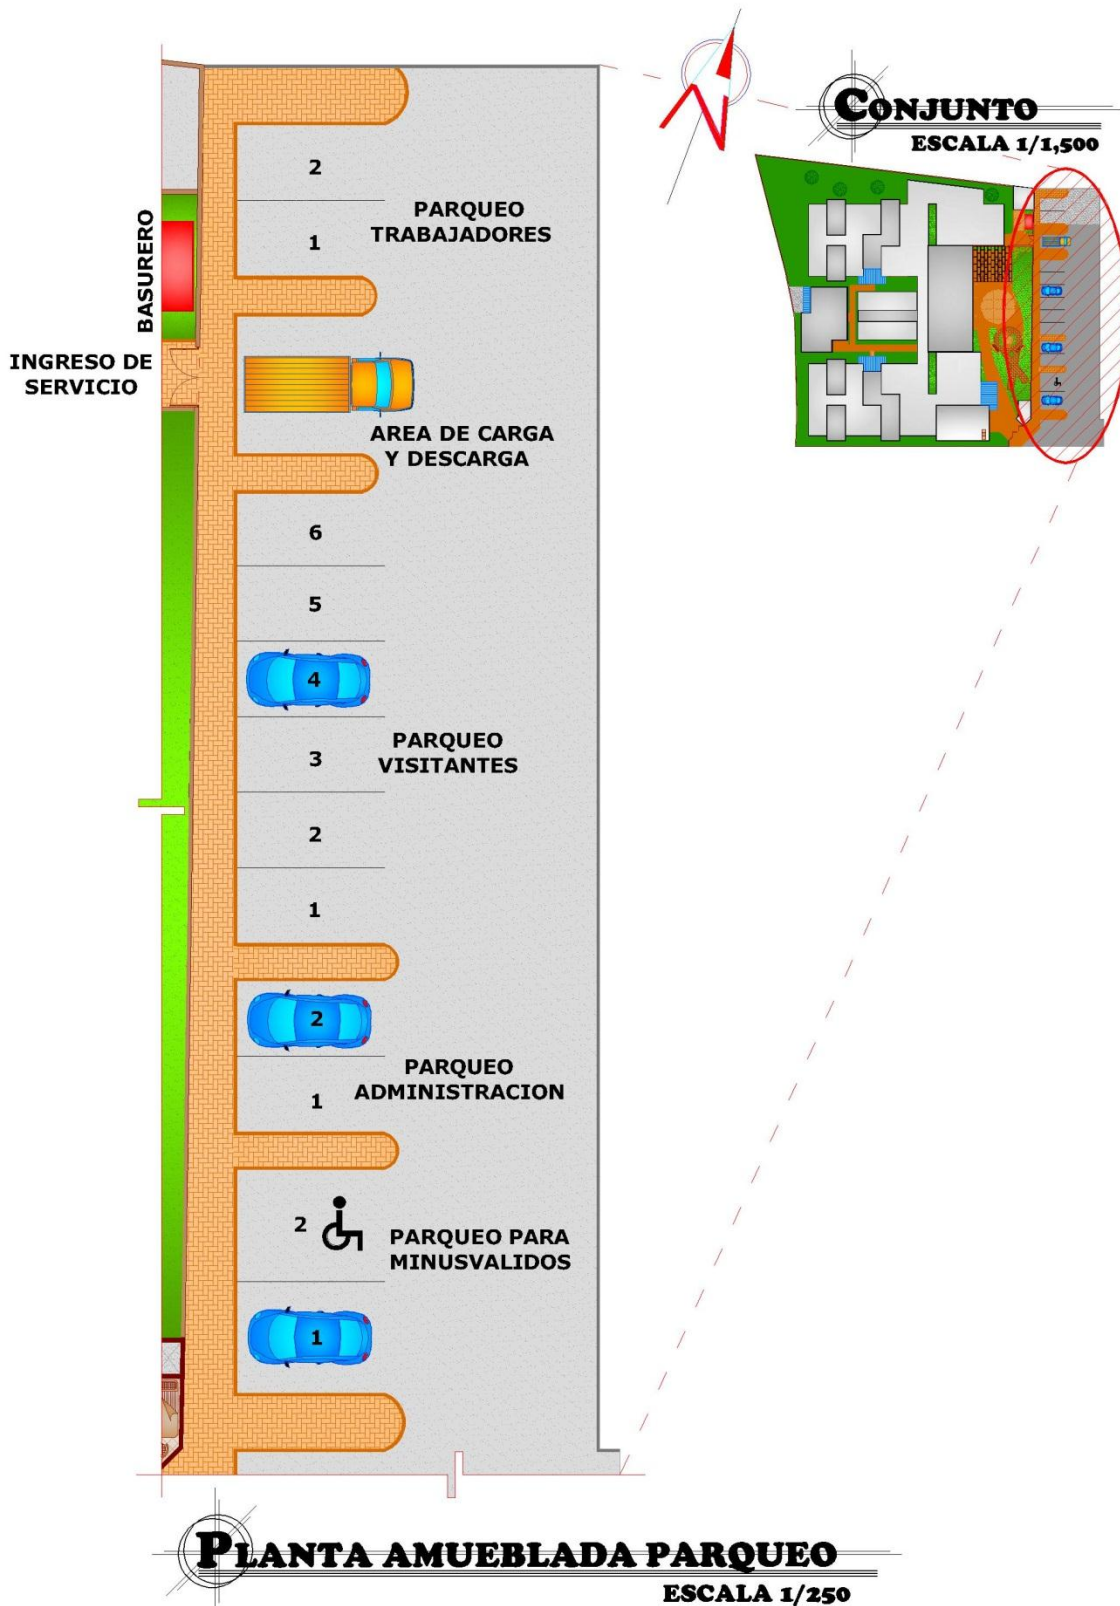 CONJUNTO
ESCALA 1/1,500
2
PARQUEO
TRABAJADORES
1
BASURERO
INGRESO DE
SERVICIO
AREA DE CARGA
Y DESCARGA
6
5
4
PARQUEO
VISITANTES
3
2
1
2
PARQUEO
ADMINISTRACION
1
2
PARQUEO PARA
MINUSVALIDOS
1
PLANTA AMUEBLADA PARQUEO
ESCALA 1/250